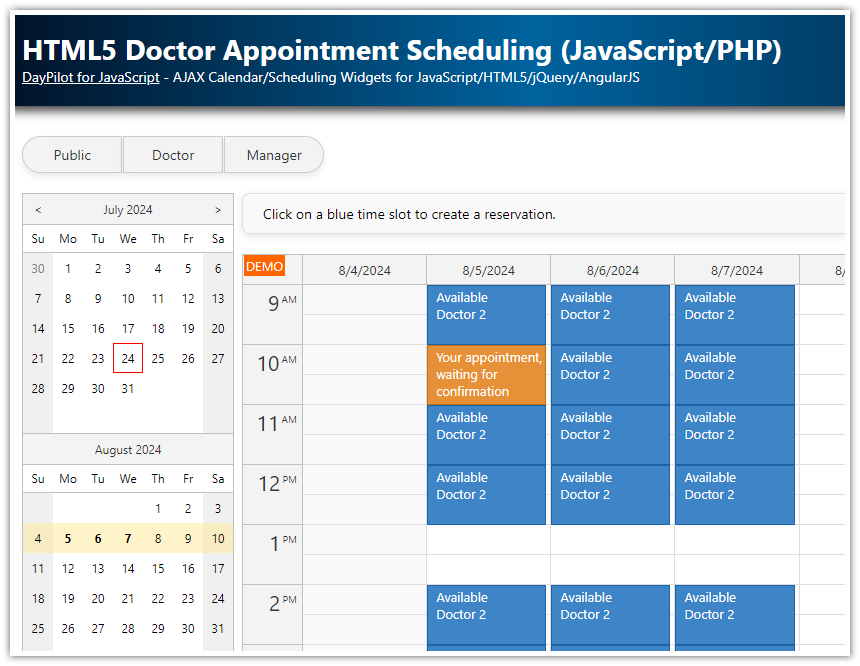 HTML5 Doctor Appointment Scheduling (JavaScript/PHP)
DayPilot for JavaScript - AJAX Calendar/Scheduling Widgets for JavaScript/HTML5/jQuery/AngularJS
Public Doctor Manager
< July 2024 >
Su Mo Tu We Th Fr Sa
30 1 2 3 4 5 6
7 8 9 10 11 12 13
14 15 16 17 18 19 20
21 22 23 24 25 26 27
28 29 30 31
August 2024
Su Mo Tu We Th Fr Sa
1 2 3
4 5 6 7 8 9 10
11 12 13 14 15 16 17
18 19 20 21 22 23 24
25 26 27 28 29 30 31
Click on a blue time slot to create a reservation.
DEMO 8/4/2024 8/5/2024 8/6/2024 8/7/2024 8/
9 AM
Available Available Available
Doctor 2 Doctor 2 Doctor 2
10 AM
Your appointment, Available Available
waiting for Doctor 2 Doctor 2
confirmation
11 AM
Available Available Available
Doctor 2 Doctor 2 Doctor 2
12 PM
Available Available Available
Doctor 2 Doctor 2 Doctor 2
1 PM
2 PM
Available Available Available
Doctor 2 Doctor 2 Doctor 2